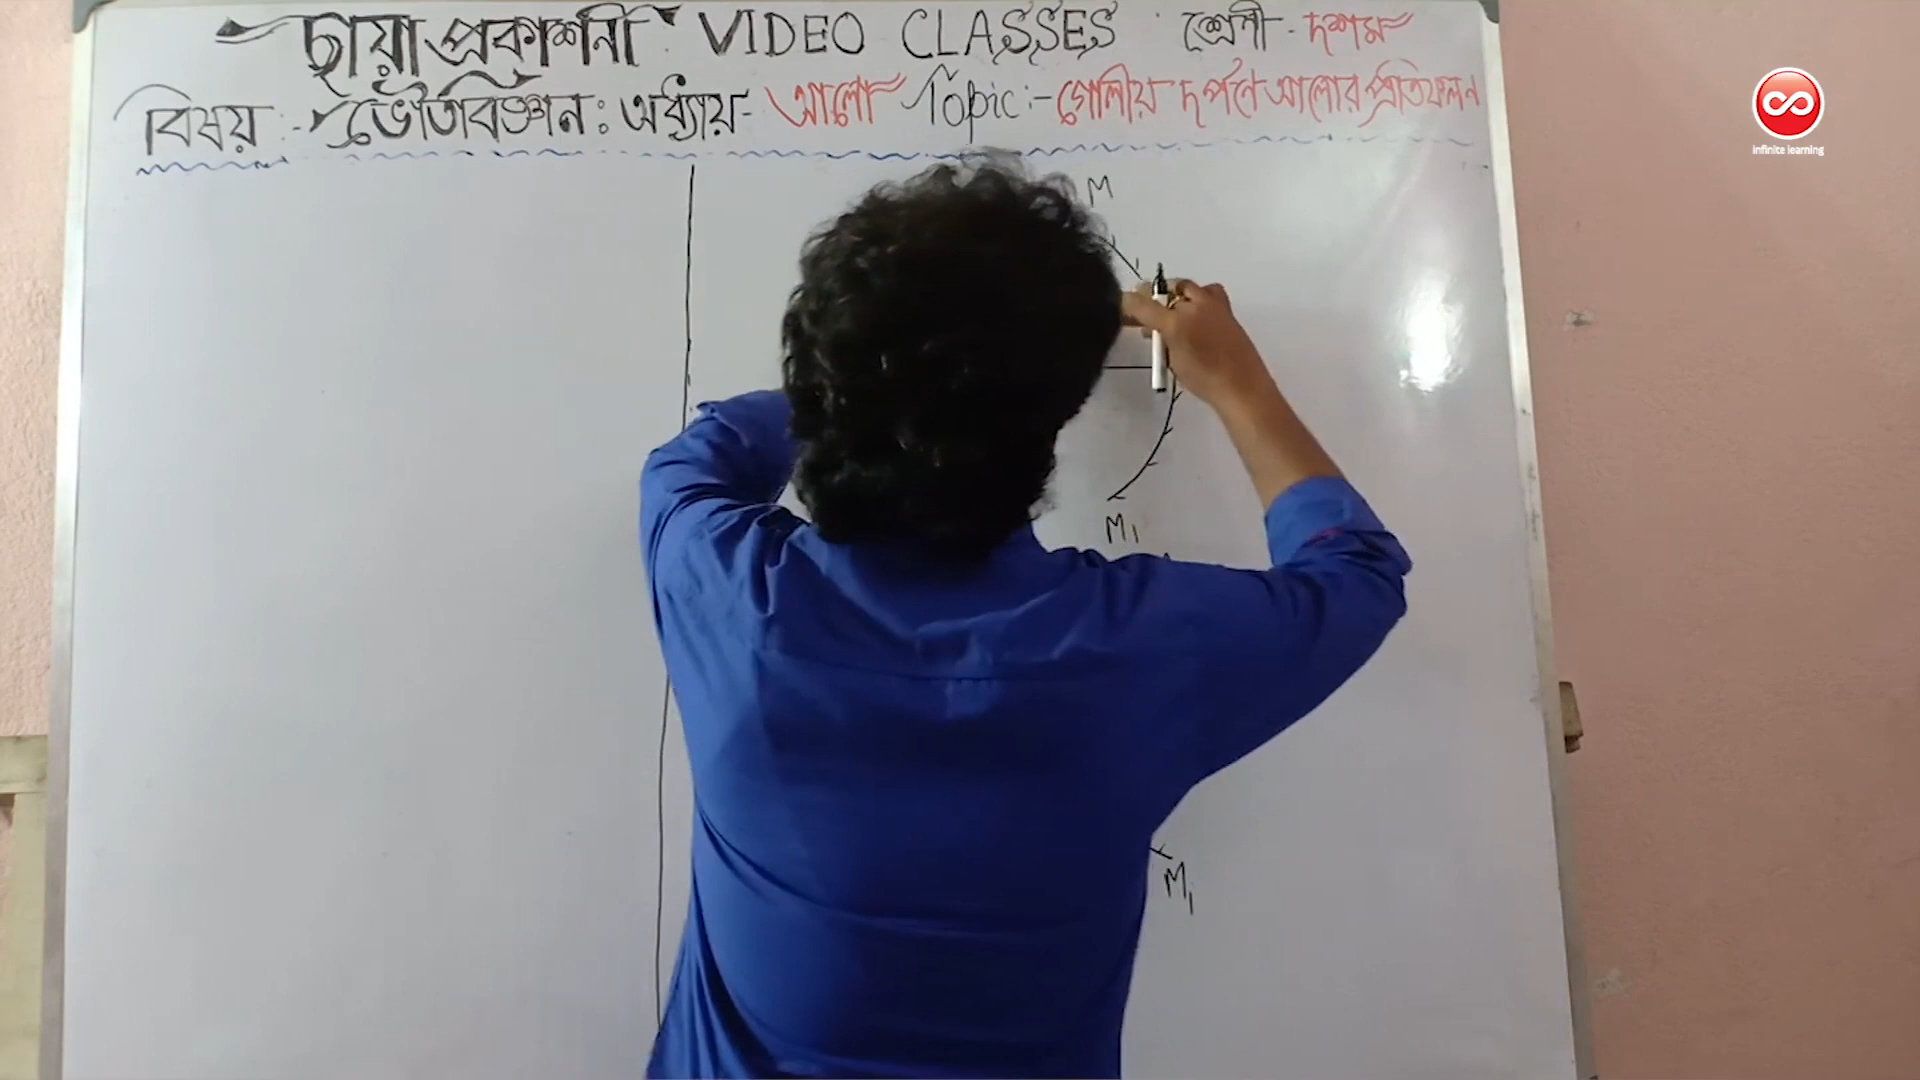 ছায়া প্রকাশনী VIDEO CLASSES শ্রেণী - দশম
বিষয় :- ভৌতবিজ্ঞান : অধ্যায় - আলো Topic :- গোলীয় দর্পণে আলোর প্রতিফলন
infinite learning
M
M1
M1